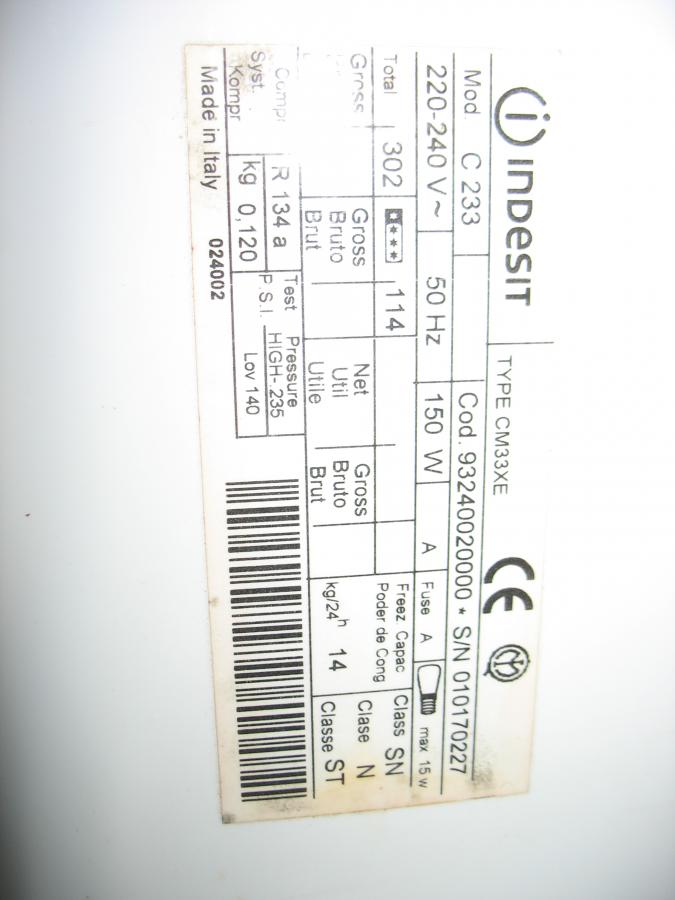 INDESIT TYPE CM33XE CE
Mod. C 233 Cod. 93240020000 * S/N 010170227
220-240 V~ 50 Hz 150 W A Fuse A max 15 w
Total 302 *** 114 Freez. Capac Class SN
Poder de Cong Clase N
kg/24h 14 Classe ST
Gross Gross Net Gross
Bruto Util Bruto
Brut Utile Brut
Compr R 134 a Test Pressure
Syst. kg 0,120 P.S.I. HIGH-.235
Kompr Lov 140
Made in Italy 024002